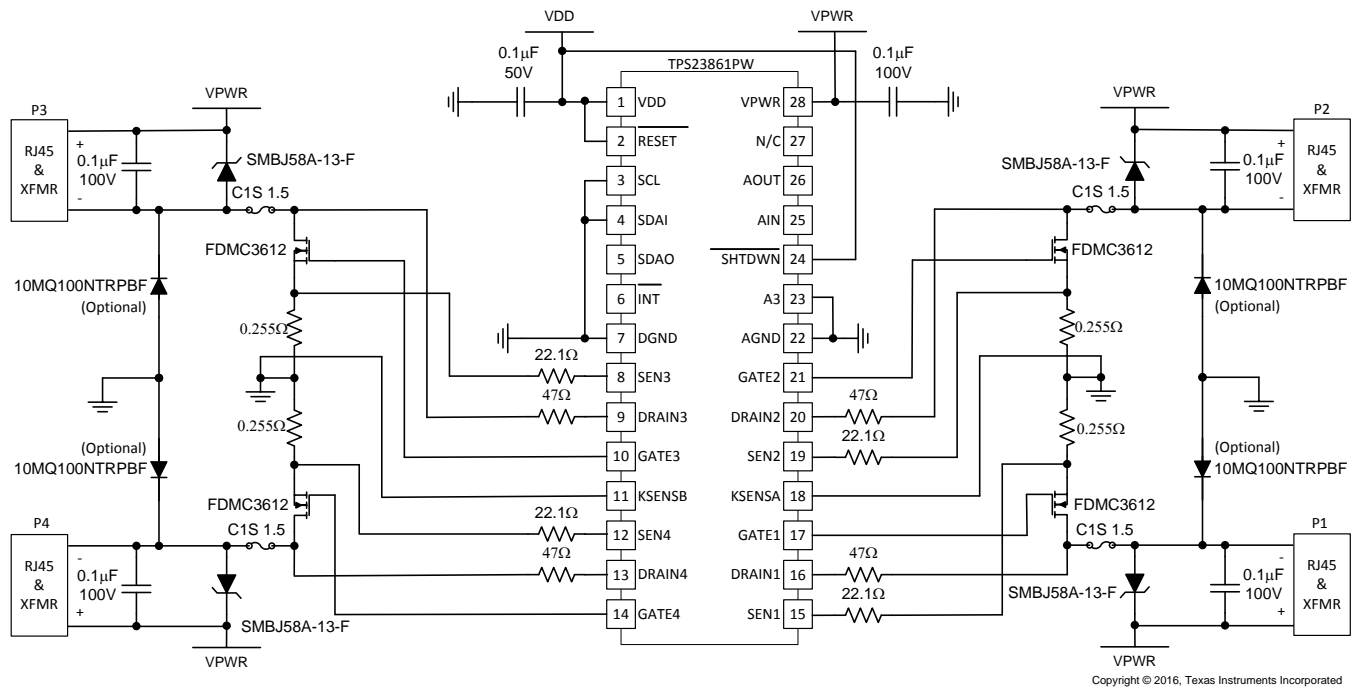 VDD
VPWR
0.1µF
50V
0.1µF
100V
TPS23861PW
P3
RJ45
&
XFMR
+
-
0.1µF
100V
VPWR
SMBJ58A-13-F
C1S 1.5
FDMC3612
10MQ100NTRPBF
(Optional)
0.255Ω
0.255Ω
(Optional)
10MQ100NTRPBF
FDMC3612
C1S 1.5
P4
RJ45
&
XFMR
-
+
0.1µF
100V
SMBJ58A-13-F
VPWR
22.1Ω
47Ω
22.1Ω
47Ω
1 VDD
2 RESET
3 SCL
4 SDAI
5 SDAO
6 INT
7 DGND
8 SEN3
9 DRAIN3
10 GATE3
11 KSENSB
12 SEN4
13 DRAIN4
14 GATE4
VPWR 28
N/C 27
AOUT 26
AIN 25
SHTDWN 24
A3 23
AGND 22
GATE2 21
DRAIN2 20
SEN2 19
KSENSA 18
GATE1 17
DRAIN1 16
SEN1 15
47Ω
22.1Ω
47Ω
22.1Ω
VPWR
P2
RJ45
&
XFMR
+
-
0.1µF
100V
SMBJ58A-13-F
C1S 1.5
FDMC3612
10MQ100NTRPBF
(Optional)
0.255Ω
0.255Ω
(Optional)
10MQ100NTRPBF
FDMC3612
C1S 1.5
P1
RJ45
&
XFMR
-
+
0.1µF
100V
SMBJ58A-13-F
VPWR
Copyright © 2016, Texas Instruments Incorporated